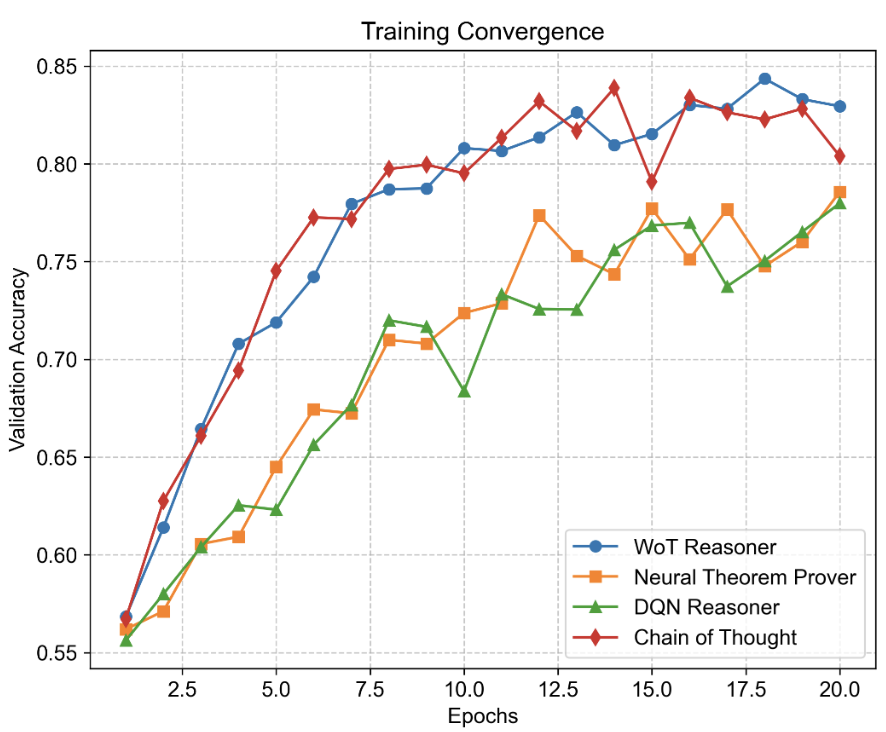 Training Convergence
Validation Accuracy
0.85
0.80
0.75
0.70
0.65
0.60
0.55
2.5 5.0 7.5 10.0 12.5 15.0 17.5 20.0
Epochs
WoT Reasoner
Neural Theorem Prover
DQN Reasoner
Chain of Thought